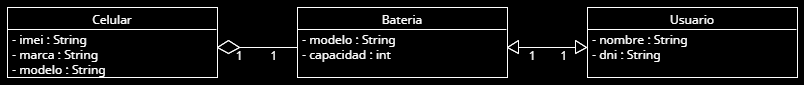 Celular
- imei : String
- marca : String
- modelo : String
1
1
Bateria
- modelo : String
- capacidad : int
1
1
Usuario
- nombre : String
- dni : String